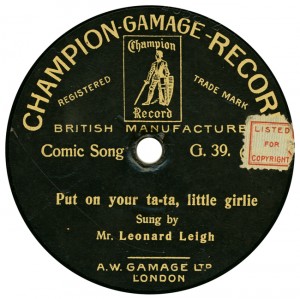 CHAMPION-GAMAGE-RECORD
Champion
REGISTERED
TRADE MARK
Record
BRITISH MANUFACTURE
Comic Song
G. 39.
LISTED
FOR
COPYRIGHT
Put on your ta-ta, little girlie
Sung by
Mr. Leonard Leigh
A.W. GAMAGE LTD
LONDON